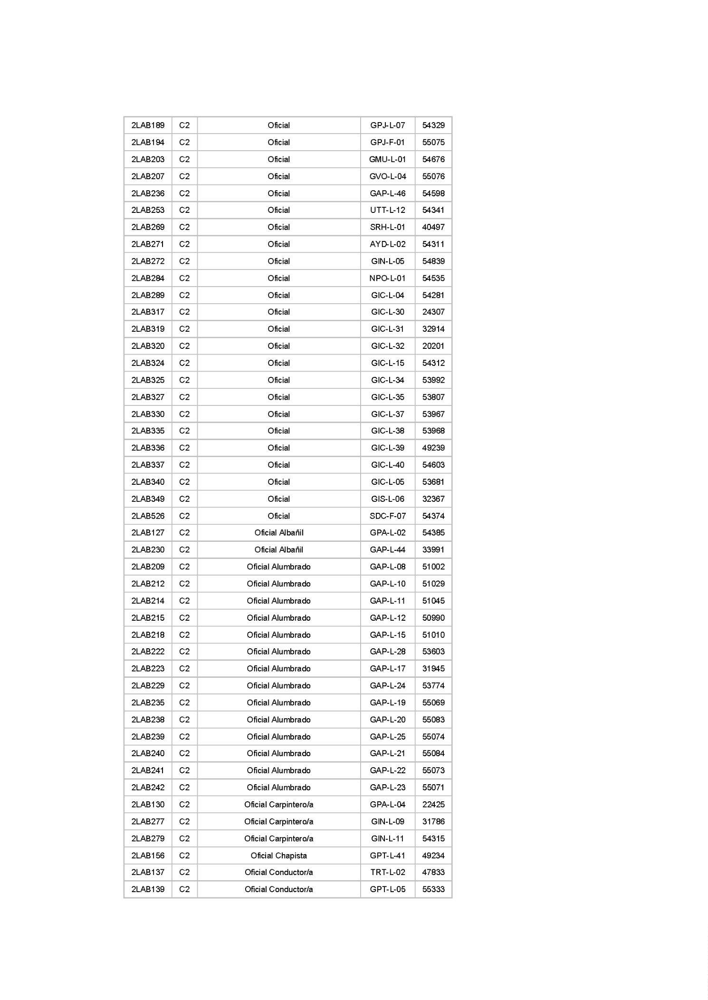 2LAB189 C2 Oficial GPJ-L-07 54329
2LAB194 C2 Oficial GPJ-F-01 55075
2LAB203 C2 Oficial GMU-L-01 54676
2LAB207 C2 Oficial GVO-L-04 55076
2LAB236 C2 Oficial GAP-L-46 54598
2LAB253 C2 Oficial UTT-L-12 54341
2LAB269 C2 Oficial SRH-L-01 40497
2LAB271 C2 Oficial AYD-L-02 54311
2LAB272 C2 Oficial GIN-L-05 54839
2LAB284 C2 Oficial NPO-L-01 54535
2LAB289 C2 Oficial GIC-L-04 54281
2LAB317 C2 Oficial GIC-L-30 24307
2LAB319 C2 Oficial GIC-L-31 32914
2LAB320 C2 Oficial GIC-L-32 20201
2LAB324 C2 Oficial GIC-L-15 54312
2LAB325 C2 Oficial GIC-L-34 53992
2LAB327 C2 Oficial GIC-L-35 53807
2LAB330 C2 Oficial GIC-L-37 53967
2LAB335 C2 Oficial GIC-L-38 53968
2LAB336 C2 Oficial GIC-L-39 49239
2LAB337 C2 Oficial GIC-L-40 54603
2LAB340 C2 Oficial GIC-L-05 53681
2LAB349 C2 Oficial GIS-L-06 32367
2LAB526 C2 Oficial SDC-F-07 54374
2LAB127 C2 Oficial Albañil GPA-L-02 54385
2LAB230 C2 Oficial Albañil GAP-L-44 33991
2LAB209 C2 Oficial Alumbrado GAP-L-08 51002
2LAB212 C2 Oficial Alumbrado GAP-L-10 51029
2LAB214 C2 Oficial Alumbrado GAP-L-11 51045
2LAB215 C2 Oficial Alumbrado GAP-L-12 50990
2LAB218 C2 Oficial Alumbrado GAP-L-15 51010
2LAB222 C2 Oficial Alumbrado GAP-L-28 53603
2LAB223 C2 Oficial Alumbrado GAP-L-17 31945
2LAB229 C2 Oficial Alumbrado GAP-L-24 53774
2LAB235 C2 Oficial Alumbrado GAP-L-19 55069
2LAB238 C2 Oficial Alumbrado GAP-L-20 55083
2LAB239 C2 Oficial Alumbrado GAP-L-25 55074
2LAB240 C2 Oficial Alumbrado GAP-L-21 55084
2LAB241 C2 Oficial Alumbrado GAP-L-22 55073
2LAB242 C2 Oficial Alumbrado GAP-L-23 55071
2LAB130 C2 Oficial Carpintero/a GPA-L-04 22425
2LAB277 C2 Oficial Carpintero/a GIN-L-09 31786
2LAB279 C2 Oficial Carpintero/a GIN-L-11 54315
2LAB156 C2 Oficial Chapista GPT-L-41 49234
2LAB137 C2 Oficial Conductor/a TRT-L-02 47833
2LAB139 C2 Oficial Conductor/a GPT-L-05 55333